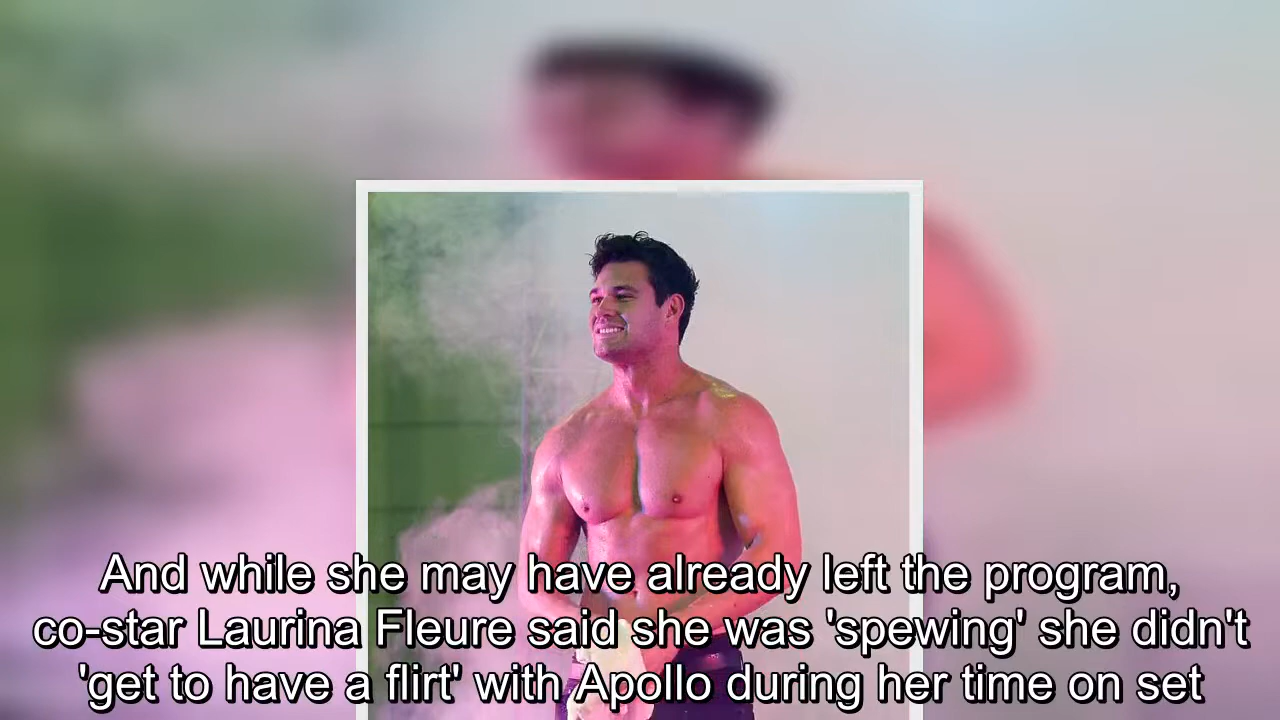 And while she may have already left the program,
co-star Laurina Fleure said she was 'spewing' she didn't
'get to have a flirt' with Apollo during her time on set